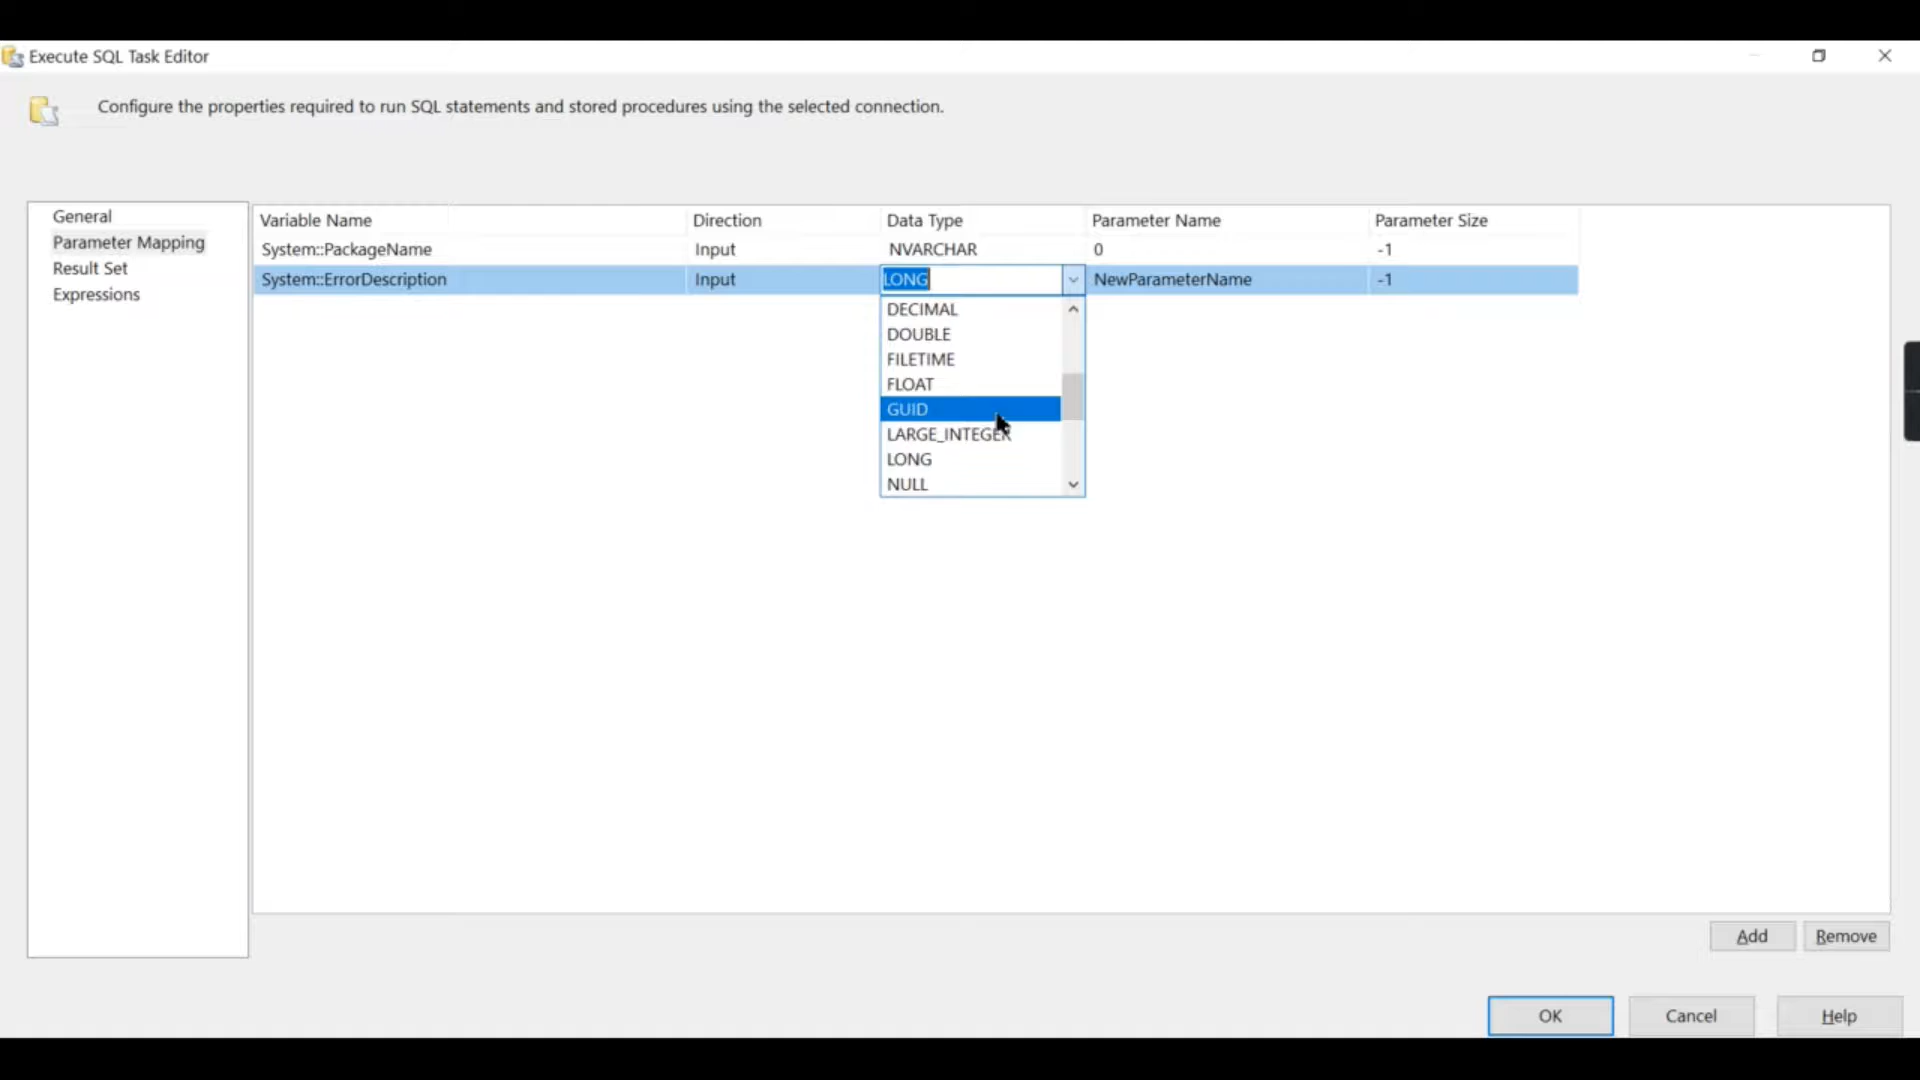 Execute SQL Task Editor
Configure the properties required to run SQL statements and stored procedures using the selected connection.
General
Parameter Mapping
Result Set
Expressions
Variable Name Direction Data Type Parameter Name Parameter Size
System::PackageName Input NVARCHAR 0 -1
System::ErrorDescription Input LONG NewParameterName -1
DECIMAL
DOUBLE
FILETIME
FLOAT
GUID
LARGE_INTEGER
LONG
NULL
Add Remove
OK Cancel Help